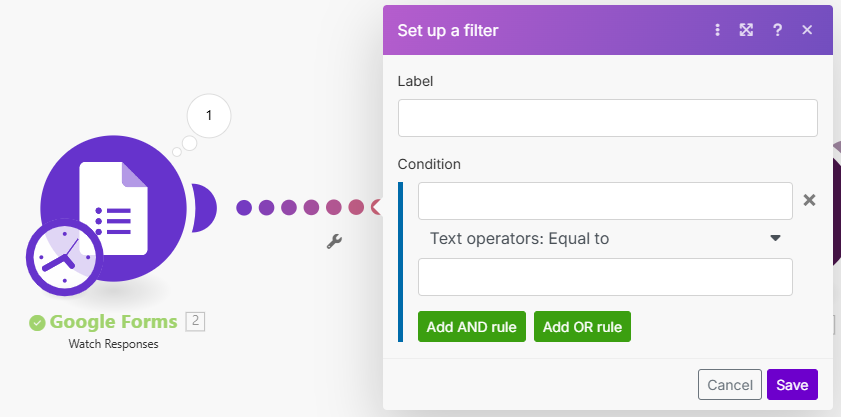 Set up a filter
?
Label
1
Condition
Text operators: Equal to
Add AND rule Add OR rule
Google Forms 2
Watch Responses
Cancel Save